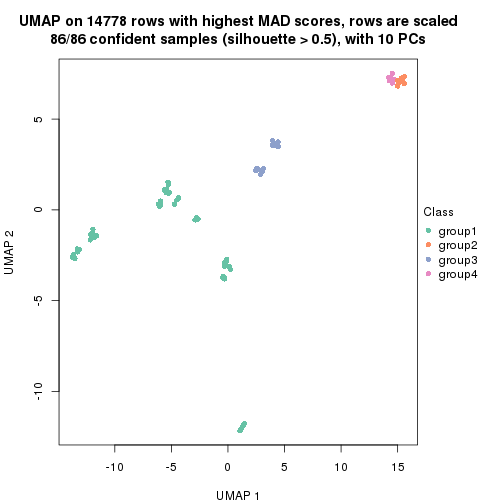 UMAP on 14778 rows with highest MAD scores, rows are scaled
86/86 confident samples (silhouette > 0.5), with 10 PCs
5
0
-5
-10
UMAP 2
Class
group1
group2
group3
group4
-10 -5 0 5 10 15
UMAP 1